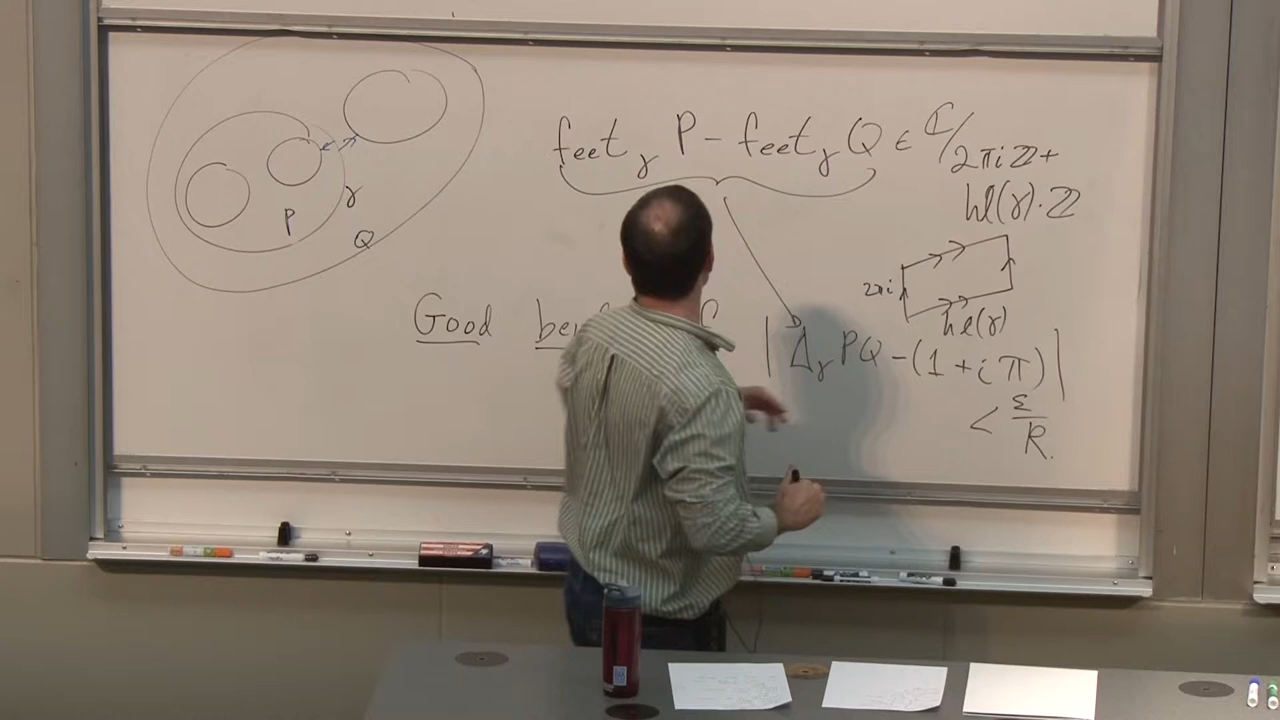 feet_γ P - feet_γ Q ∈ ℂ/2πiℤ+
hl(γ)·ℤ
P
γ
Q
2πi
hl(γ)
Good
|Δ_γ PQ - (1 + iπ)|
< ε/R.